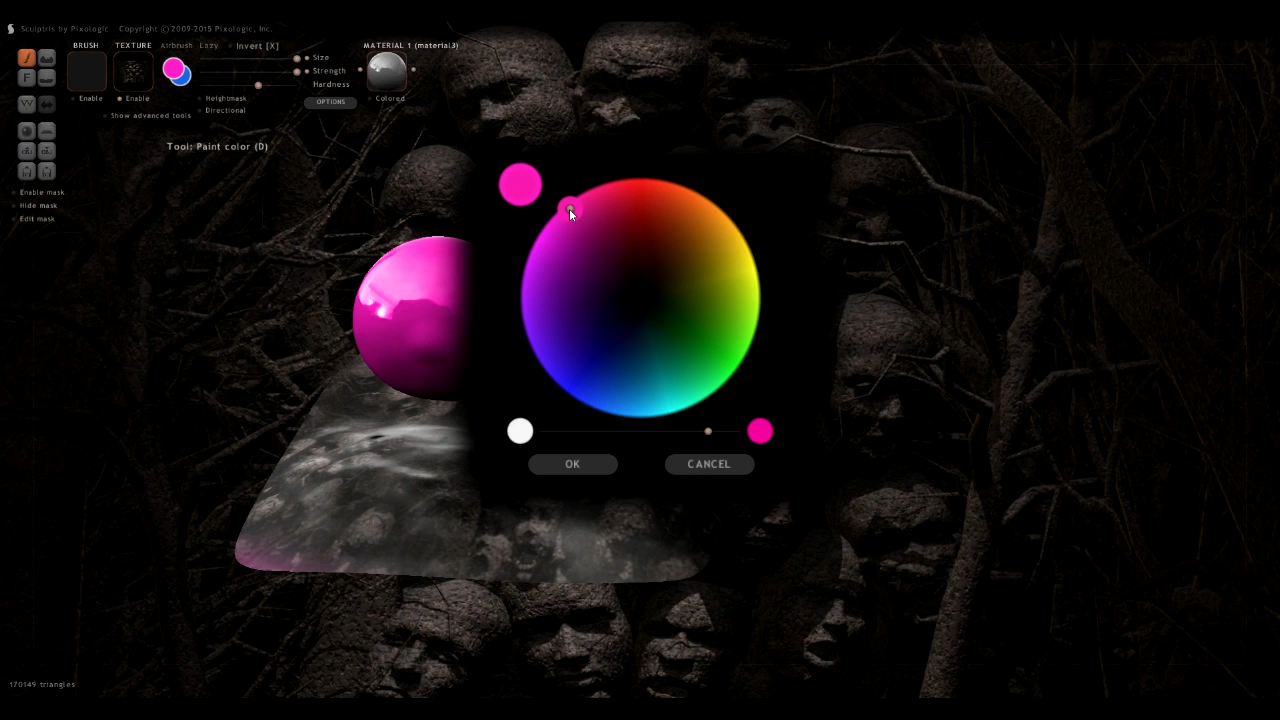 Sculptris by Pixologic Copyright © 2009-2015 Pixologic, Inc.
BRUSH TEXTURE Airbrush Lazy Invert [X] MATERIAL 1 (material3)
Size
Strength
Hardness
Enable Enable Heightmask OPTIONS Colored
Directional
Show advanced tools
Tool: Paint color (D)
F
OBJ OBJ
Enable mask
Hide mask
Edit mask
OK CANCEL
170149 triangles